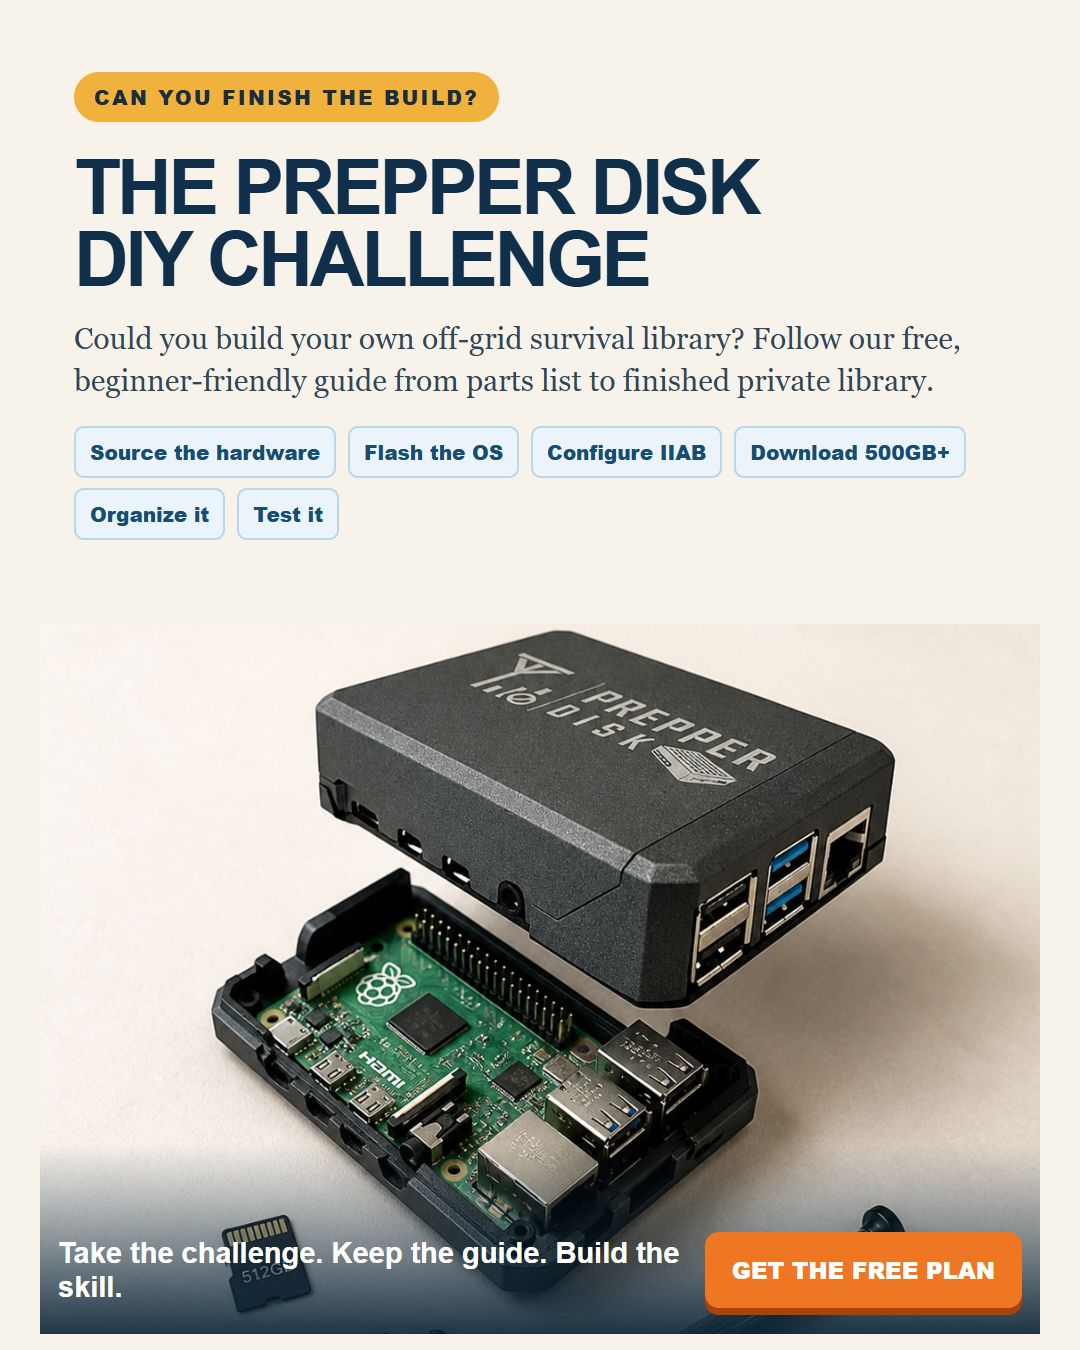 CAN YOU FINISH THE BUILD?
THE PREPPER DISK
DIY CHALLENGE
Could you build your own off-grid survival library? Follow our free,
beginner-friendly guide from parts list to finished private library.
Source the hardware
Flash the OS
Configure IIAB
Download 500GB+
Organize it
Test it
PREPPER
DISK
HAMI
Take the challenge. Keep the guide. Build the
skill.
512GB
GET THE FREE PLAN